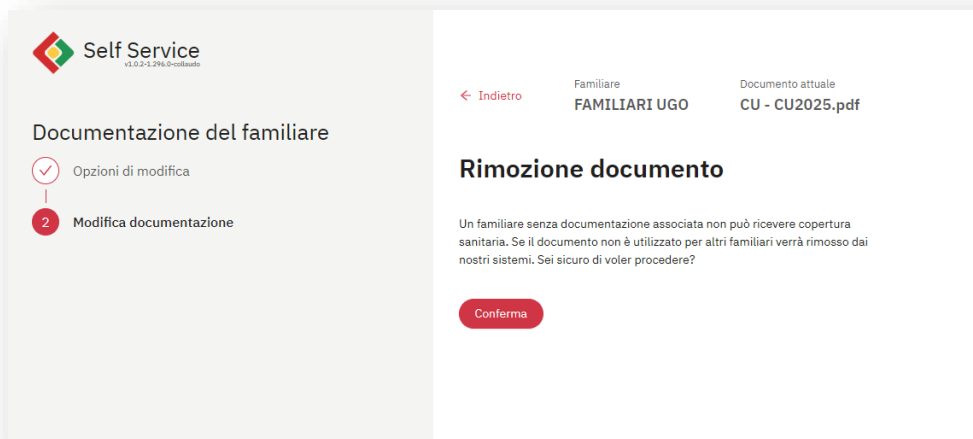 Self Service
v1.0.2-1.296.0-collaudo
Documentazione del familiare
Opzioni di modifica
2
Modifica documentazione
← Indietro
Familiare
FAMILIARI UGO
Documento attuale
CU - CU2025.pdf
Rimozione documento
Un familiare senza documentazione associata non può ricevere copertura
sanitaria. Se il documento non è utilizzato per altri familiari verrà rimosso dai
nostri sistemi. Sei sicuro di voler procedere?
Conferma